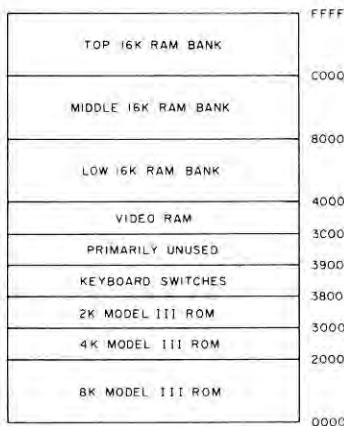 FFFF
TOP 16K RAM BANK
C000
MIDDLE 16K RAM BANK
8000
LOW 16K RAM BANK
4000
VIDEO RAM
3C00
PRIMARILY UNUSED
3900
KEYBOARD SWITCHES
3800
2K MODEL III ROM
3000
4K MODEL III ROM
2000
8K MODEL III ROM
0000